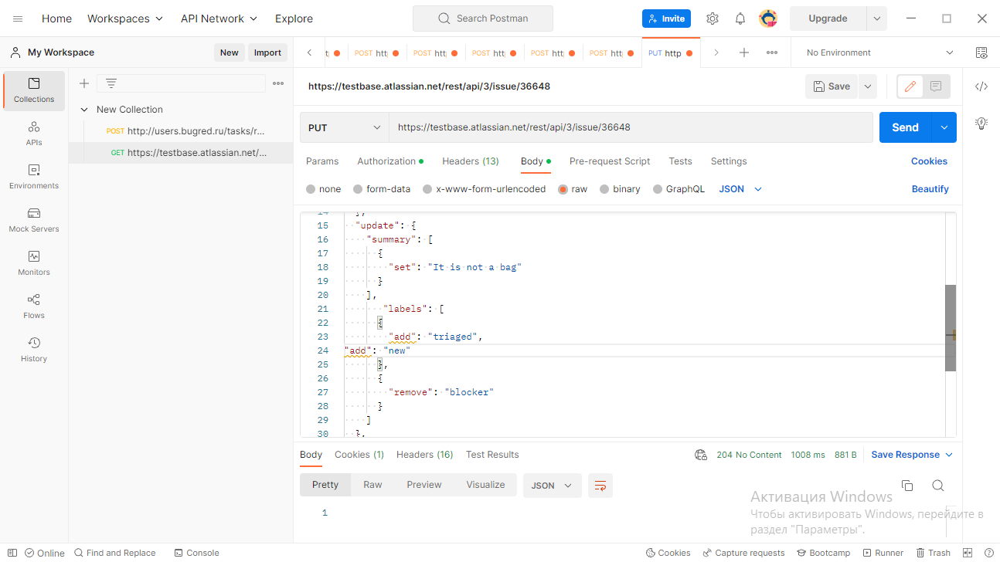 Home Workspaces API Network Explore Search Postman Invite Upgrade
My Workspace New Import
POST htt POST htt POST htt POST htt POST htt PUT http No Environment
Collections
APIs
Environments
Mock Servers
Monitors
Flows
History
New Collection
POST http://users.bugred.ru/tasks/r...
GET https://testbase.atlassian.net/...
https://testbase.atlassian.net/rest/api/3/issue/36648 Save
PUT https://testbase.atlassian.net/rest/api/3/issue/36648 Send
Params Authorization Headers (13) Body Pre-request Script Tests Settings Cookies
none form-data x-www-form-urlencoded raw binary GraphQL JSON Beautify
14 },
15 "update": {
16 "summary": [
17 {
18 "set": "It is not a bag"
19 }
20 ],
21 "labels": [
22 {
23 "add": "triaged",
24 "add": "new"
25 },
26 {
27 "remove": "blocker"
28 }
29 ]
30 },
Body Cookies (1) Headers (16) Test Results 204 No Content 1008 ms 881 B Save Response
Pretty Raw Preview Visualize JSON
1
Активация Windows
Чтобы активировать Windows, перейдите в
раздел "Параметры".
Online Find and Replace Console Cookies Capture requests Bootcamp Runner Trash